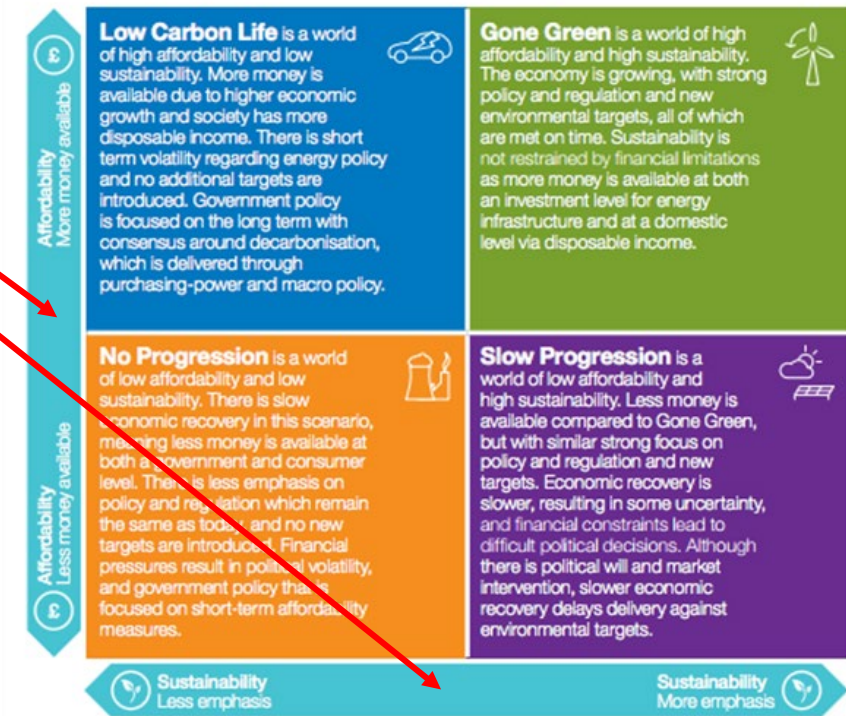 Affordability
More money available
£
Low Carbon Life is a world
of high affordability and low
sustainability. More money is
available due to higher economic
growth and society has more
disposable income. There is short
term volatility regarding energy policy
and no additional targets are
introduced. Government policy
is focused on the long term with
consensus around decarbonisation,
which is delivered through
purchasing-power and macro policy.
Gone Green is a world of high
affordability and high sustainability.
The economy is growing, with strong
policy and regulation and new
environmental targets, all of which
are met on time. Sustainability is
not restrained by financial limitations
as more money is available at both
an investment level for energy
infrastructure and at a domestic
level via disposable income.
Affordability
Less money available
£
No Progression is a world
of low affordability and low
sustainability. There is slow
economic recovery in this scenario,
meaning less money is available at
both a government and consumer
level. There is less emphasis on
policy and regulation which remain
the same as today, and no new
targets are introduced. Financial
pressures result in political volatility,
and government policy that is
focused on short-term affordability
measures.
Slow Progression is a
world of low affordability and
high sustainability. Less money is
available compared to Gone Green,
but with similar strong focus on
policy and regulation and new
targets. Economic recovery is
slower, resulting in some uncertainty,
and financial constraints lead to
difficult political decisions. Although
there is political will and market
intervention, slower economic
recovery delays delivery against
environmental targets.
Sustainability
Less emphasis
Sustainability
More emphasis